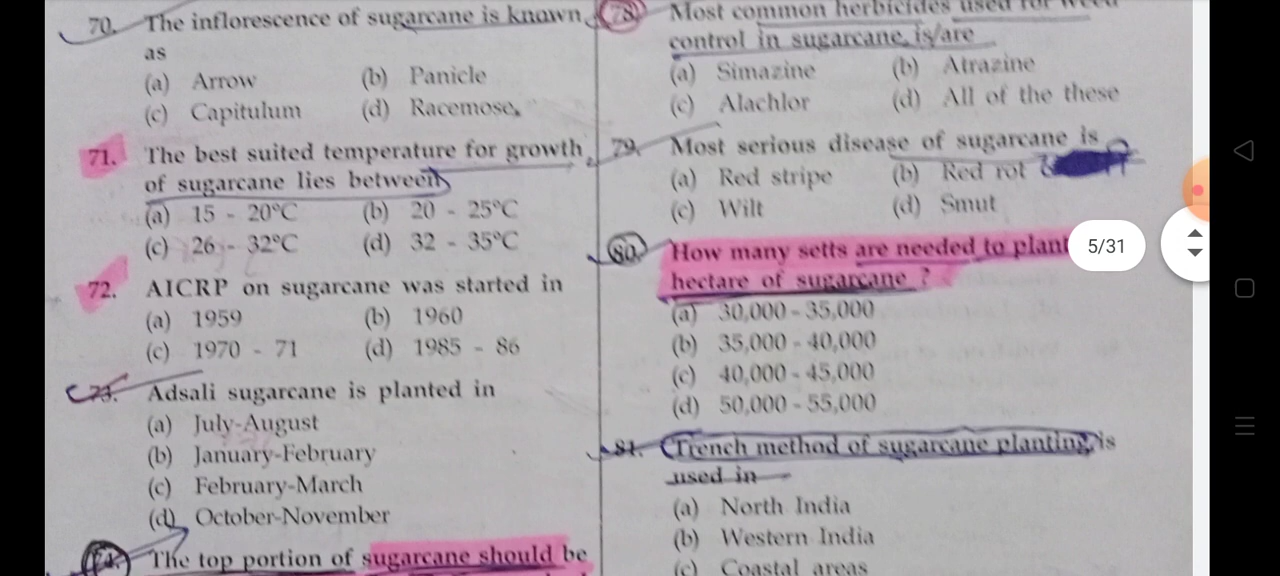 70. The inflorescence of sugarcane is known
as
(a) Arrow (b) Panicle
(c) Capitulum (d) Racemose.
71. The best suited temperature for growth
of sugarcane lies between
(a) 15 - 20°C (b) 20 - 25°C
(c) 26 - 32°C (d) 32 - 35°C
72. AICRP on sugarcane was started in
(a) 1959 (b) 1960
(c) 1970 - 71 (d) 1985 - 86
73. Adsali sugarcane is planted in
(a) July-August
(b) January-February
(c) February-March
(d) October-November
74. The top portion of sugarcane should be
78. Most common herbicides used for weed
control in sugarcane, is/are
(a) Simazine (b) Atrazine
(c) Alachlor (d) All of the these
79. Most serious disease of sugarcane is
(a) Red stripe (b) Red rot
(c) Wilt (d) Smut
80. How many setts are needed to plant
hectare of sugarcane ?
(a) 30,000 - 35,000
(b) 35,000 - 40,000
(c) 40,000 - 45,000
(d) 50,000 - 55,000
81. Trench method of sugarcane planting is
used in
(a) North India
(b) Western India
(c) Coastal areas
5/31